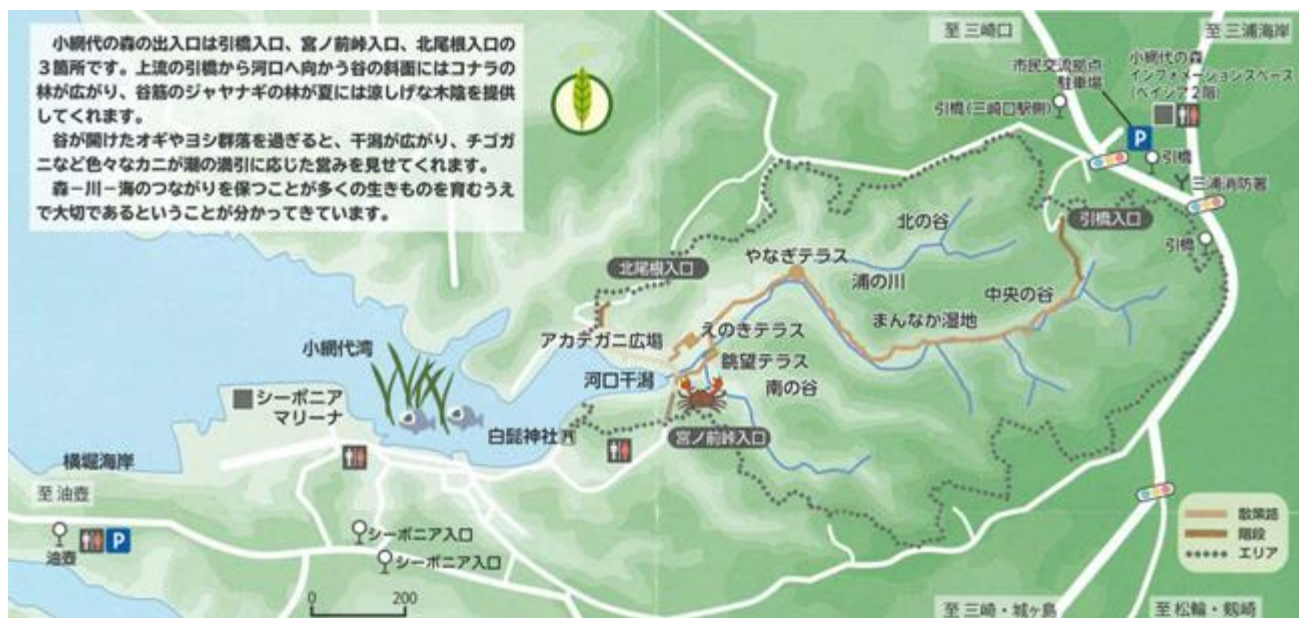 小網代の森の出入口は引橋入口、宮ノ前峠入口、北尾根入口の
3箇所です。上流の引橋から河口へ向かう谷の斜面にはコナラの
林が広がり、谷筋のジャヤナギの林が夏には涼しげな木陰を提供
してくれます。
谷が開けたオギやヨシ群落を過ぎると、干潟が広がり、チゴガ
ニなど色々なカニが潮の満引に応じた営みを見せてくれます。
森－川－海のつながりを保つことが多くの生きものを育むうえ
で大切であるということが分かってきています。
至 三崎口
至 三浦海岸
市民交流拠点
駐車場
小網代の森
インフォメーションスペース
(ベイシア2階)
引橋(三崎口駅側)
P
引橋
三浦消防署
引橋入口
引橋
北の谷
やなぎテラス
浦の川
北尾根入口
中央の谷
まんなか湿地
えのきテラス
アカテガニ広場
眺望テラス
小網代湾
河口干潟
南の谷
シーボニア
マリーナ
白髭神社
宮ノ前峠入口
横堀海岸
至 油壺
油壺
P
シーボニア入口
シーボニア入口
散策路
階段
エリア
0
200
至 三崎・城ヶ島
至 松輪・剱崎